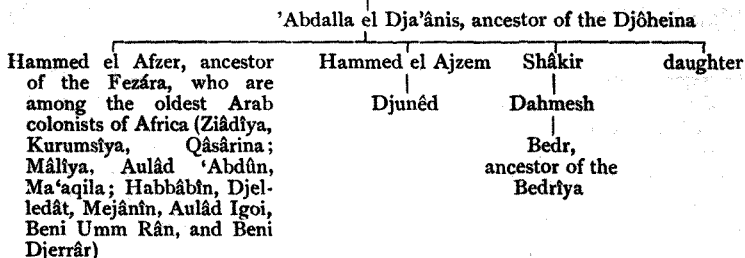 'Abdalla el Dja'ânis, ancestor of the Djôheina
Hammed el Afzer, ancestor
of the Fezára, who are
among the oldest Arab
colonists of Africa (Ziâdîya,
Kurumsîya, Qâsârina;
Mâlîya, Aulâd 'Abdûn,
Ma'aqila; Habbâbîn, Djel-
ledât, Mejânîn, Aulâd Igoi,
Beni Umm Rân, and Beni
Djerrâr)
Hammed el Ajzem
Djunêd
Shâkir
Dahmesh
Bedr,
ancestor of the
Bedrîya
daughter